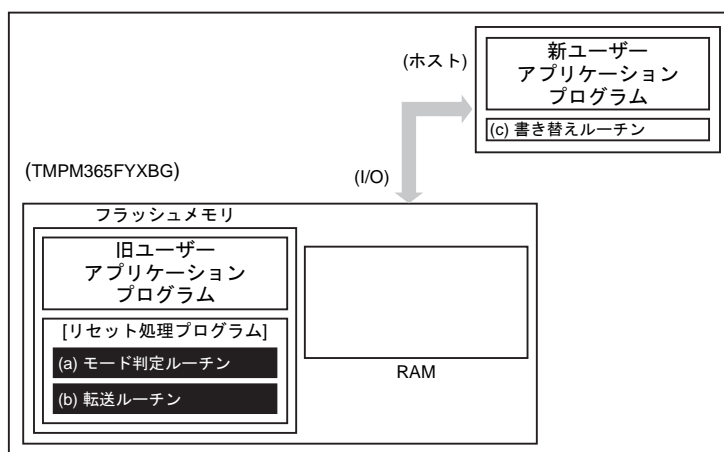 (ホスト)
新ユーザー
アプリケーション
プログラム
(c) 書き替えルーチン
(TMPM365FYXBG)
(I/O)
フラッシュメモリ
旧ユーザー
アプリケーション
プログラム
[リセット処理プログラム]
(a) モード判定ルーチン
(b) 転送ルーチン
RAM